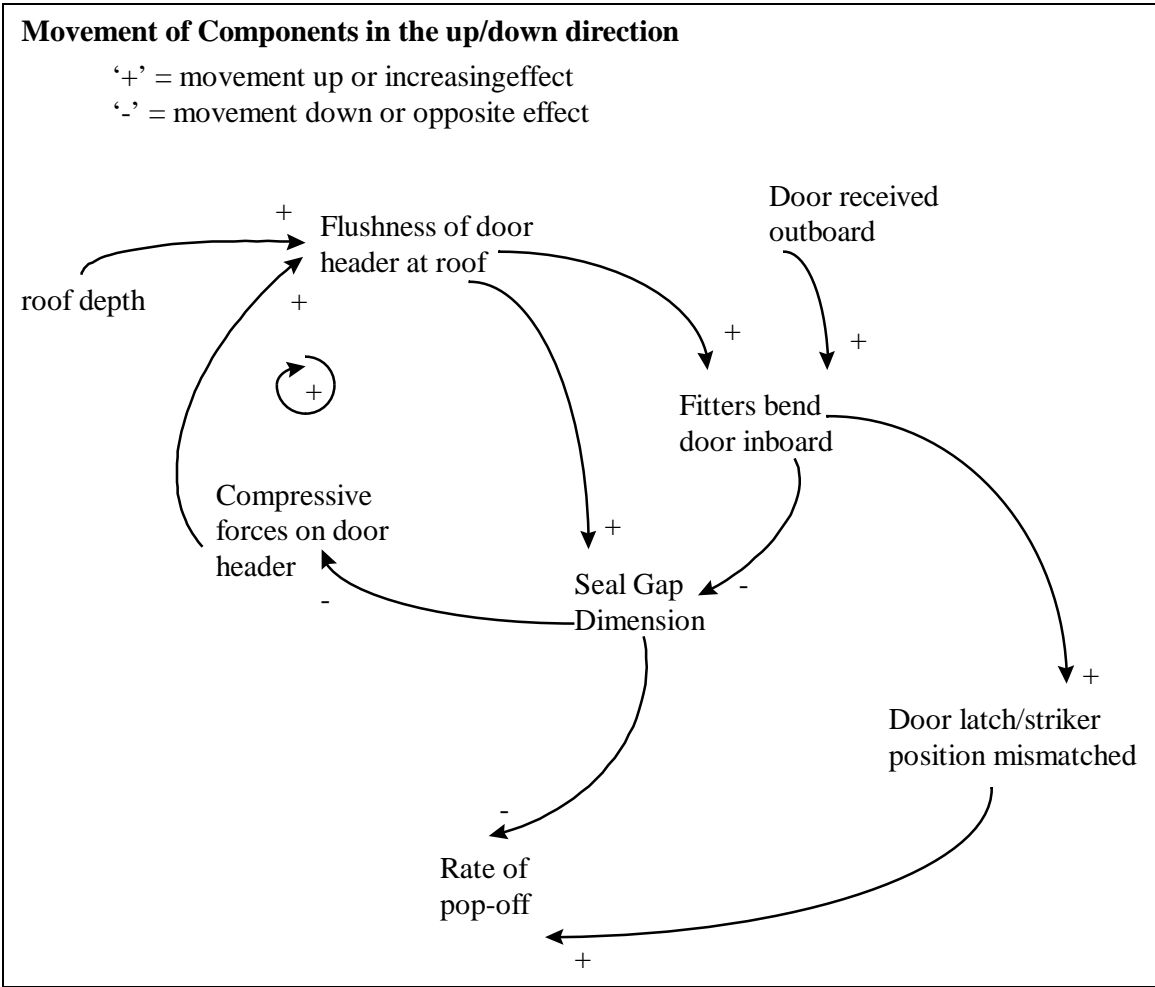 Movement of Components in the up/down direction
‘+’ = movement up or increasingeffect
‘-’ = movement down or opposite effect
Door received
outboard
+
Flushness of door
header at roof
roof depth
+
+
+
+
Fitters bend
door inboard
Compressive
forces on door
header
+
-
-
Seal Gap
Dimension
+
Door latch/striker
position mismatched
-
Rate of
pop-off
+